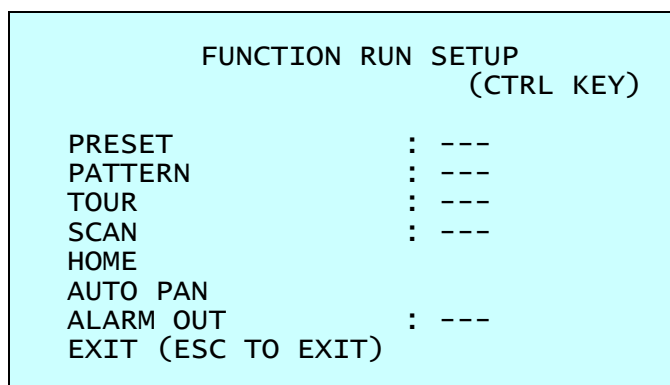 FUNCTION RUN SETUP
(CTRL KEY)
PRESET : ---
PATTERN : ---
TOUR : ---
SCAN : ---
HOME
AUTO PAN
ALARM OUT : ---
EXIT (ESC TO EXIT)